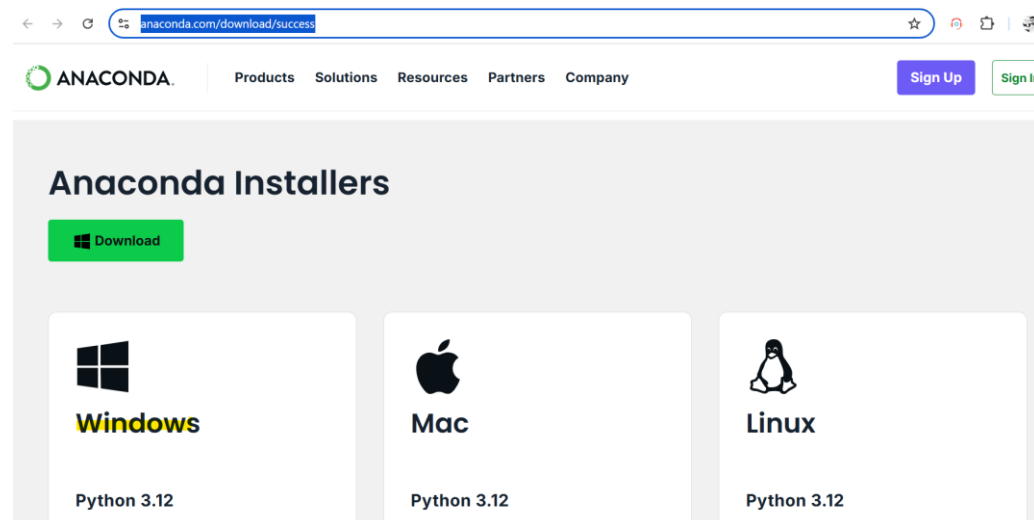 anaconda.com/download/success
ANACONDA.
Products Solutions Resources Partners Company
Sign Up
Sign
Anaconda Installers
Download
Windows Mac Linux
Python 3.12 Python 3.12 Python 3.12